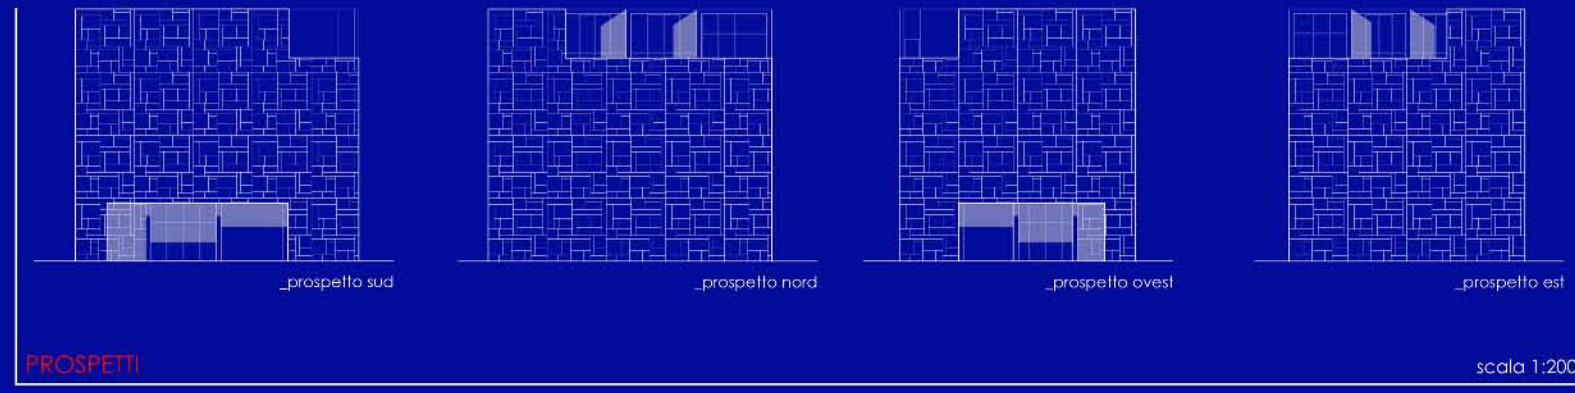 _prospetto sud
_prospetto nord
_prospetto ovest
_prospetto est
PROSPETTI
scala 1:200